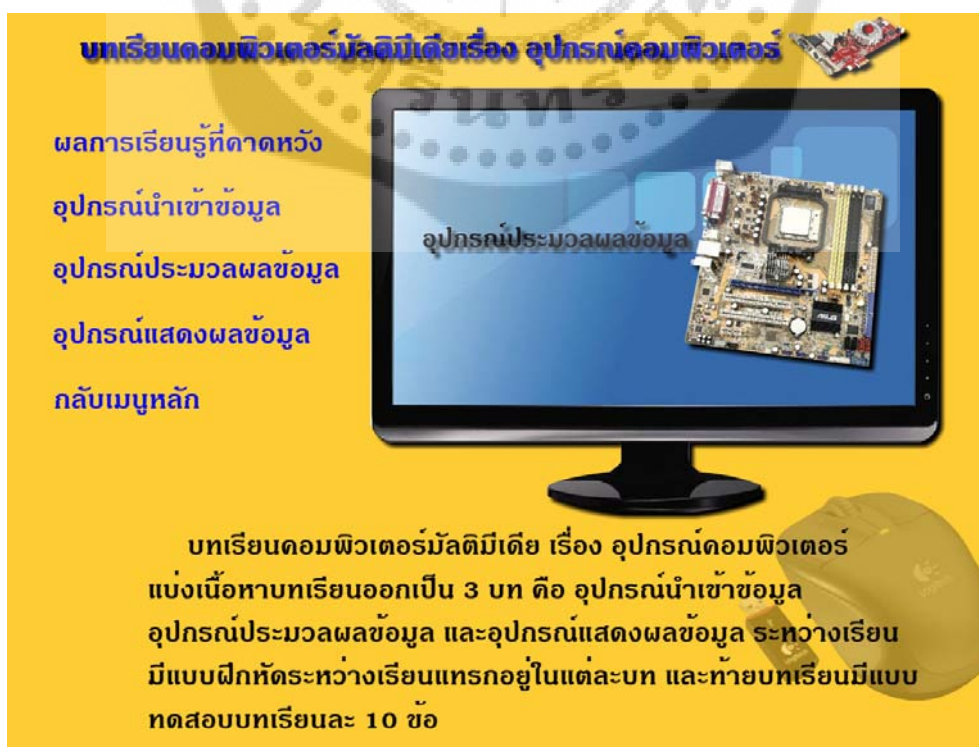 บทเรียนคอมพิวเตอร์มัลติมีเดียเรื่อง อุปกรณ์คอมพิวเตอร์
ผลการเรียนรู้ที่คาดหวัง
อุปกรณ์นำเข้าข้อมูล
อุปกรณ์ประมวลผลข้อมูล
อุปกรณ์แสดงผลข้อมูล
กลับเมนูหลัก
อุปกรณ์ประมวลผลข้อมูล
บทเรียนคอมพิวเตอร์มัลติมีเดีย เรื่อง อุปกรณ์คอมพิวเตอร์
แบ่งเนื้อหาบทเรียนออกเป็น 3 บท คือ อุปกรณ์นำเข้าข้อมูล
อุปกรณ์ประมวลผลข้อมูล และอุปกรณ์แสดงผลข้อมูล ระหว่างเรียน
มีแบบฝึกหัดระหว่างเรียนแทรกอยู่ในแต่ละบท และท้ายบทเรียนมีแบบ
ทดสอบบทเรียนละ 10 ข้อ